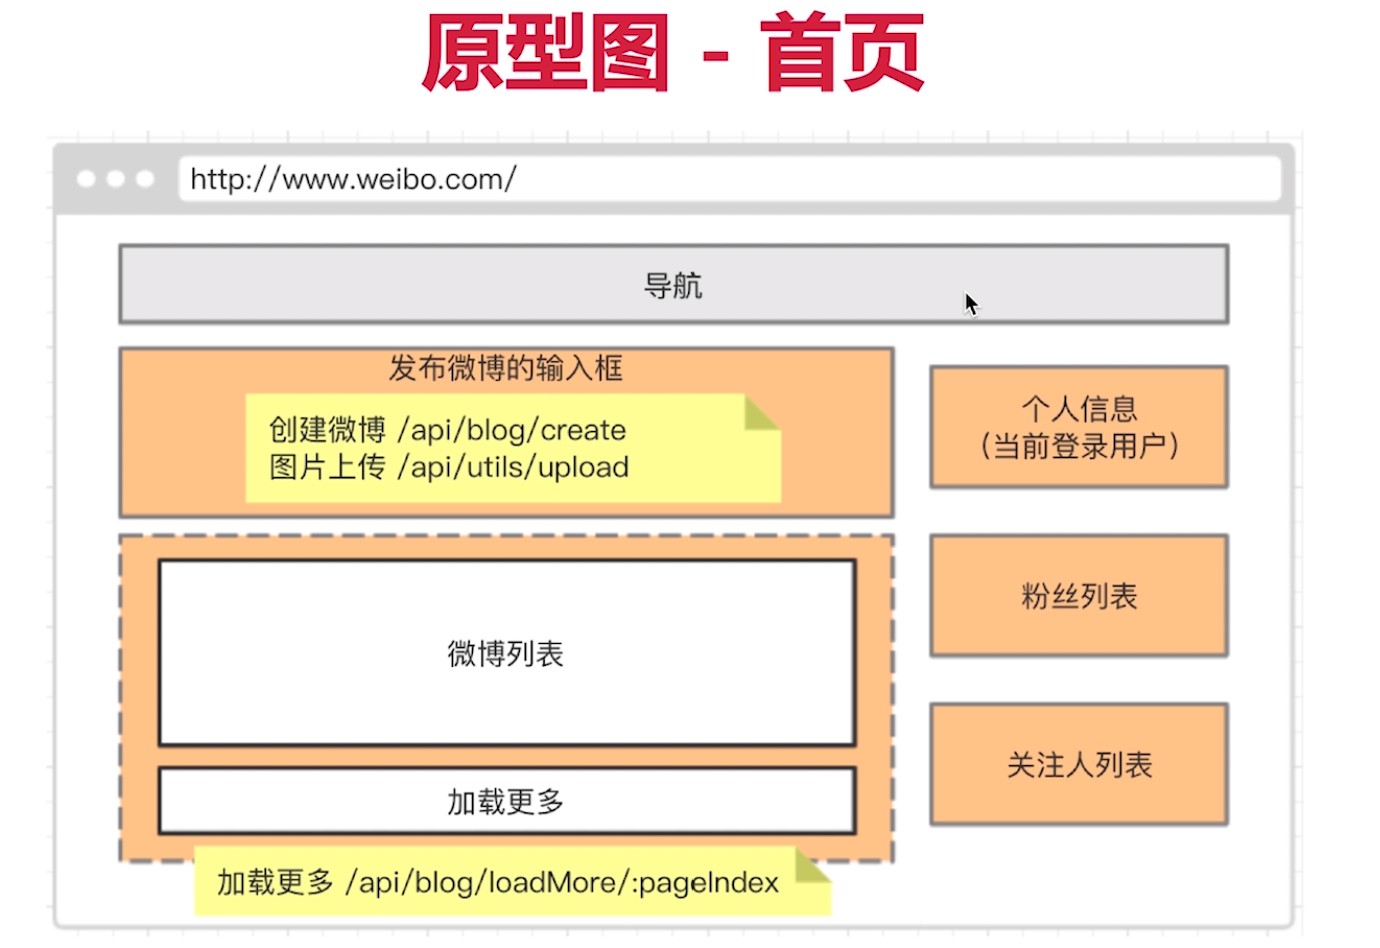 原型图 - 首页
http://www.weibo.com/
导航
发布微博的输入框
创建微博 /api/blog/create
图片上传 /api/utils/upload
个人信息
（当前登录用户）
微博列表
粉丝列表
加载更多
关注人列表
加载更多 /api/blog/loadMore/:pageIndex